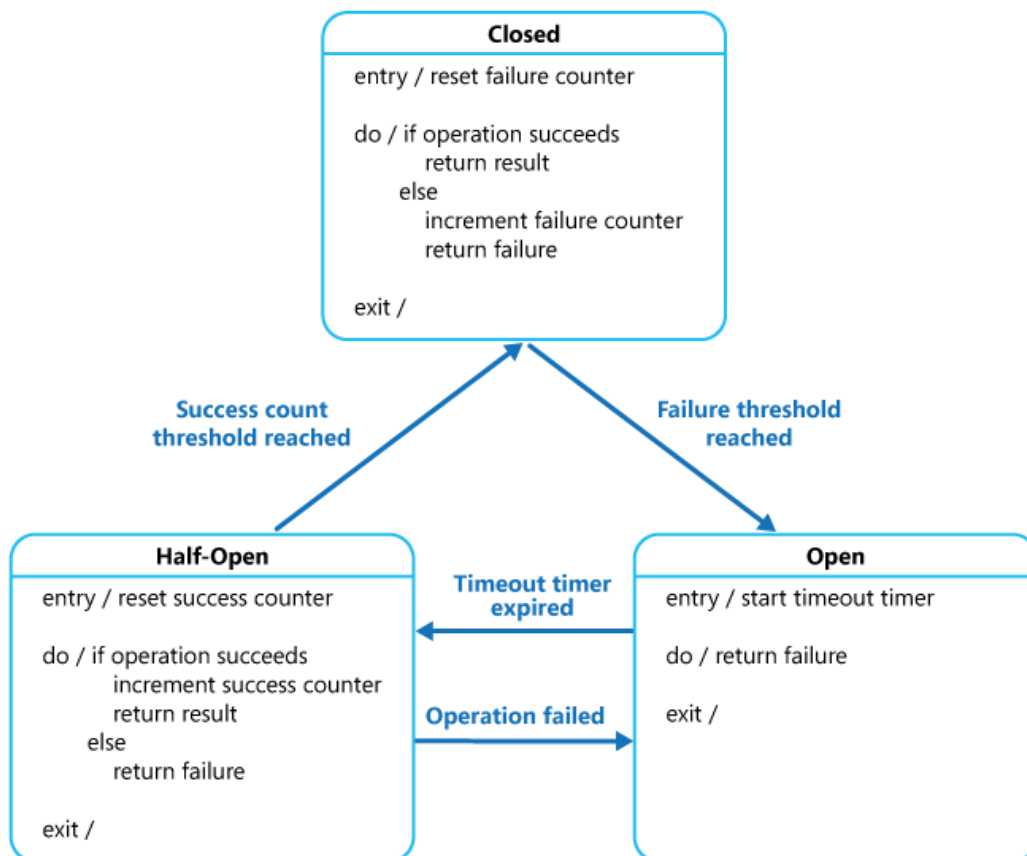 Closed
entry / reset failure counter
do / if operation succeeds
return result
else
increment failure counter
return failure
exit /
Success count
threshold reached
Failure threshold
reached
Half-Open
entry / reset success counter
do / if operation succeeds
increment success counter
return result
else
return failure
exit /
Timeout timer
expired
Operation failed
Open
entry / start timeout timer
do / return failure
exit /